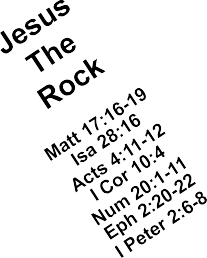 Jesus
The
Rock
Matt 17:16-19
Isa 28:16
Acts 4:11-12
I Cor 10:4
Num 20:1-11
Eph 2:20-22
I Peter 2:6-8